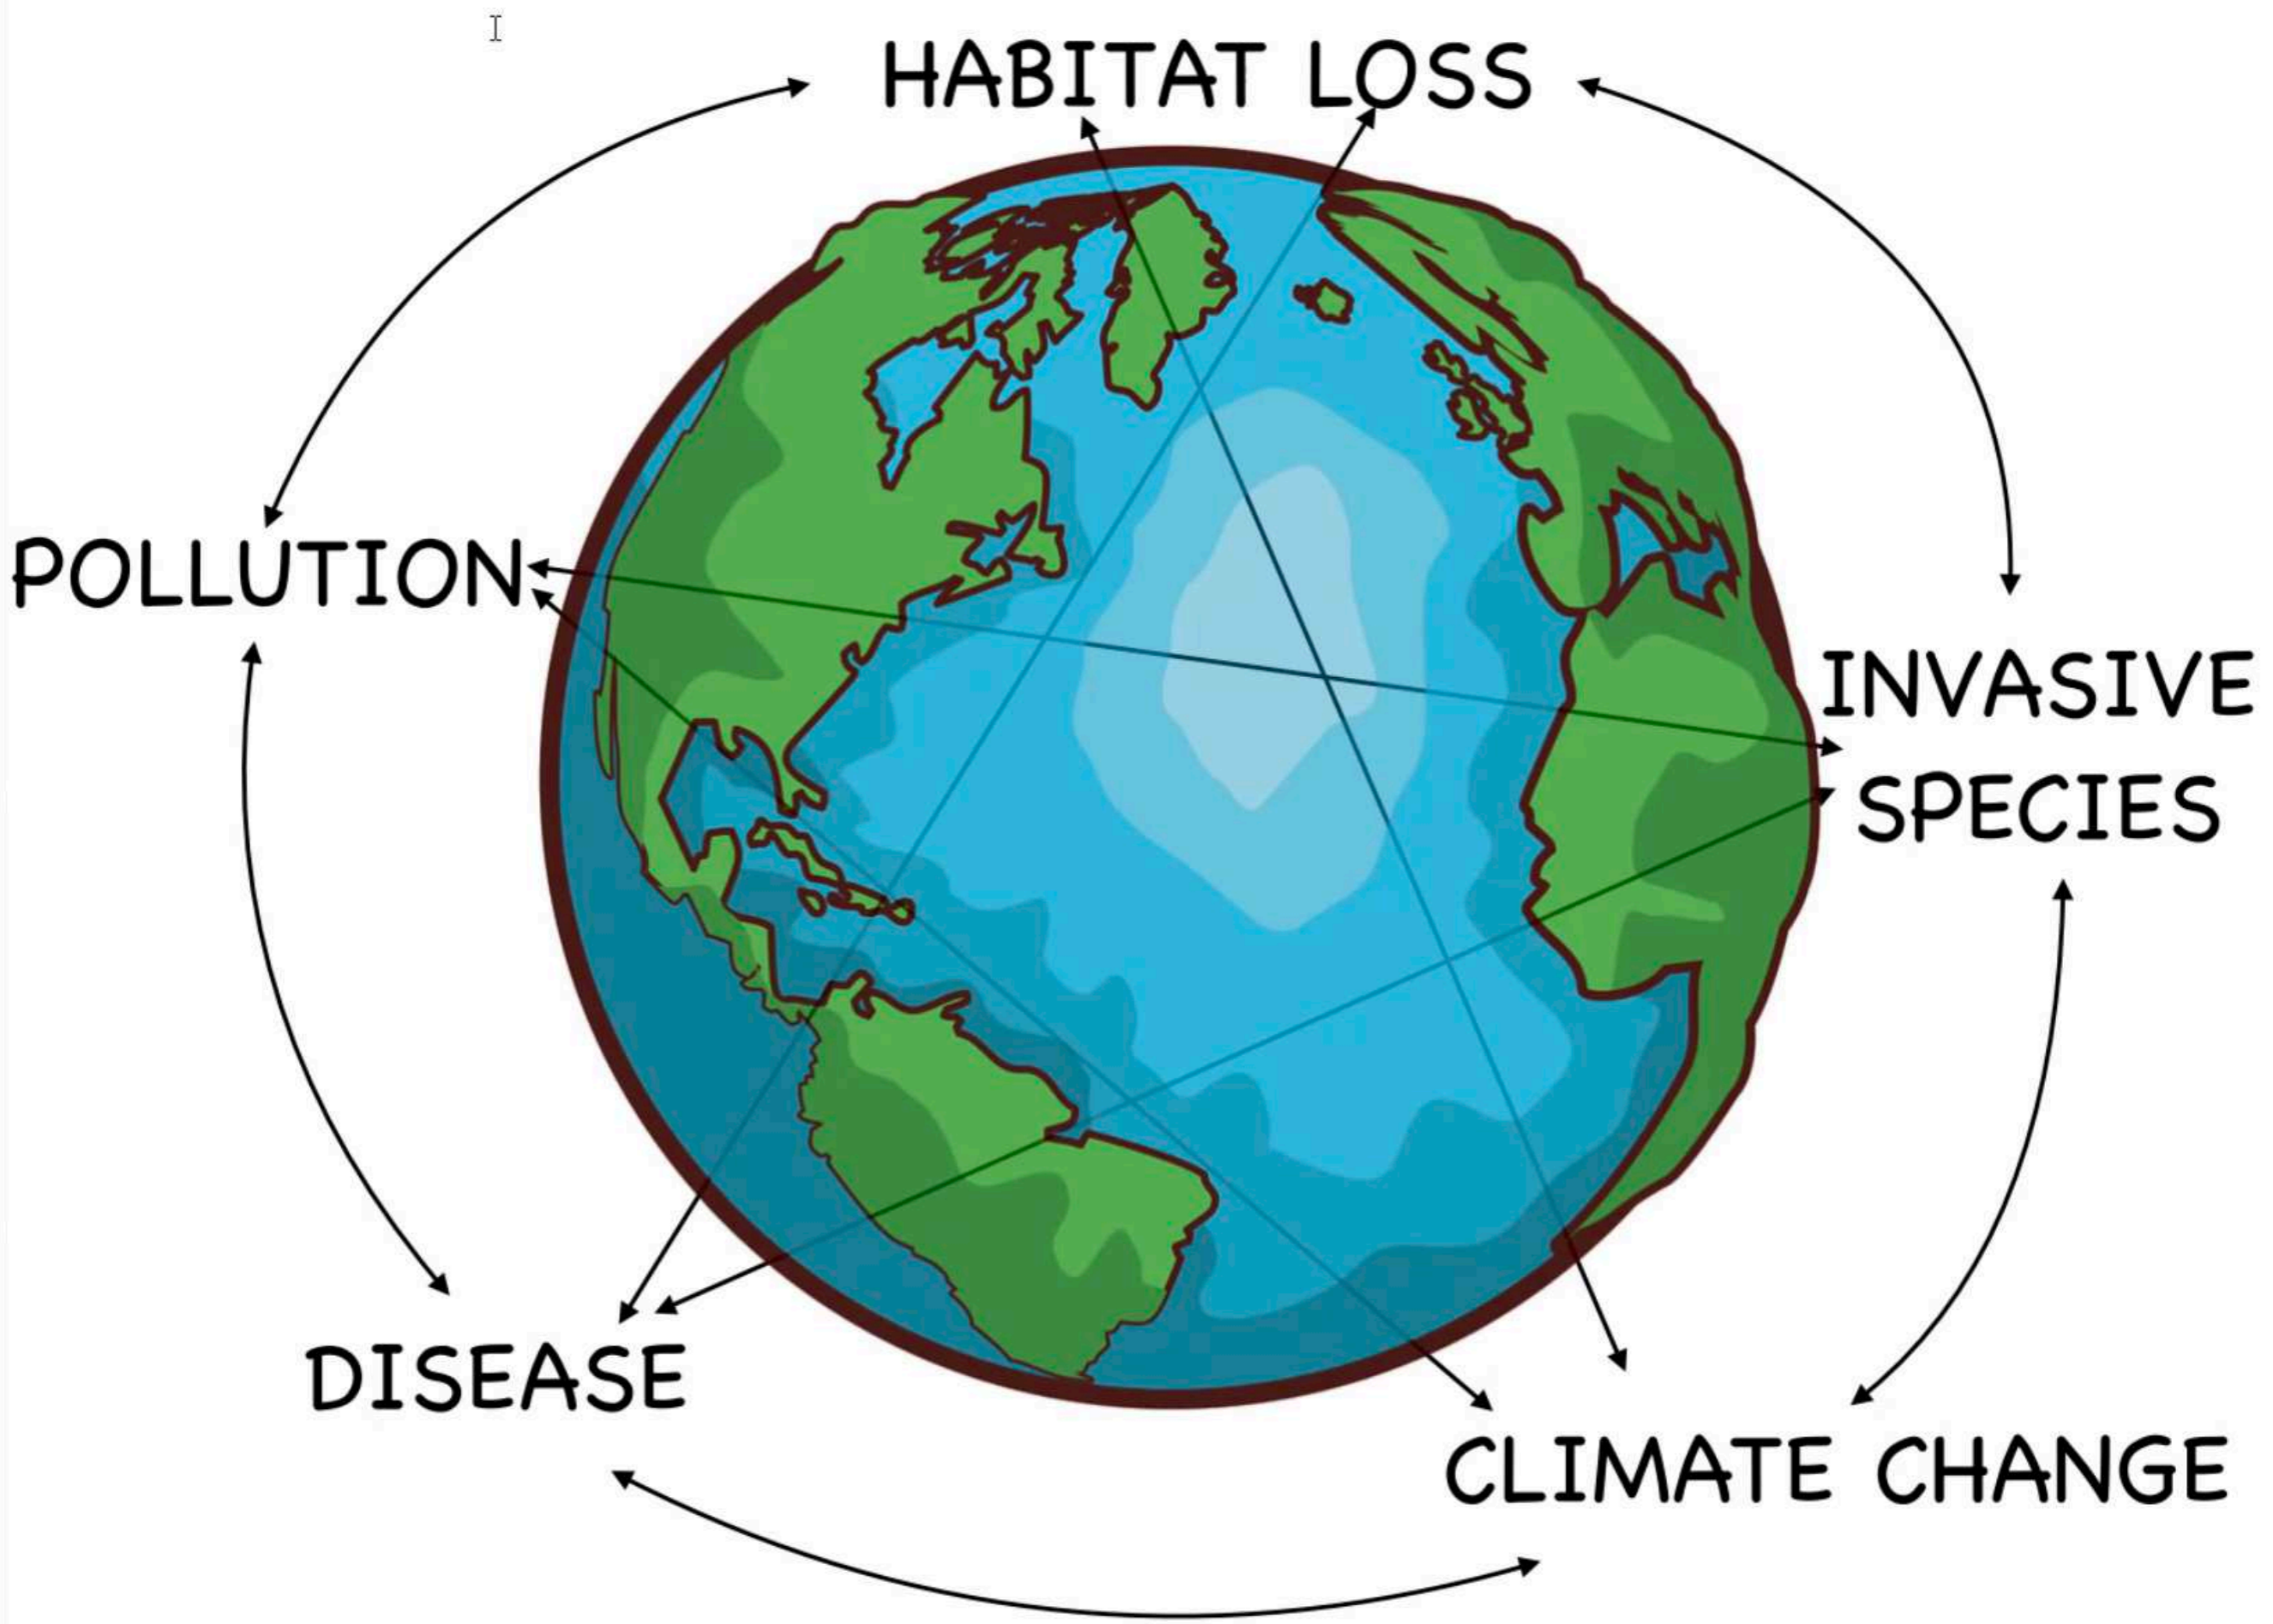 HABITAT LOSS
POLLUTION
INVASIVE
SPECIES
DISEASE
CLIMATE CHANGE